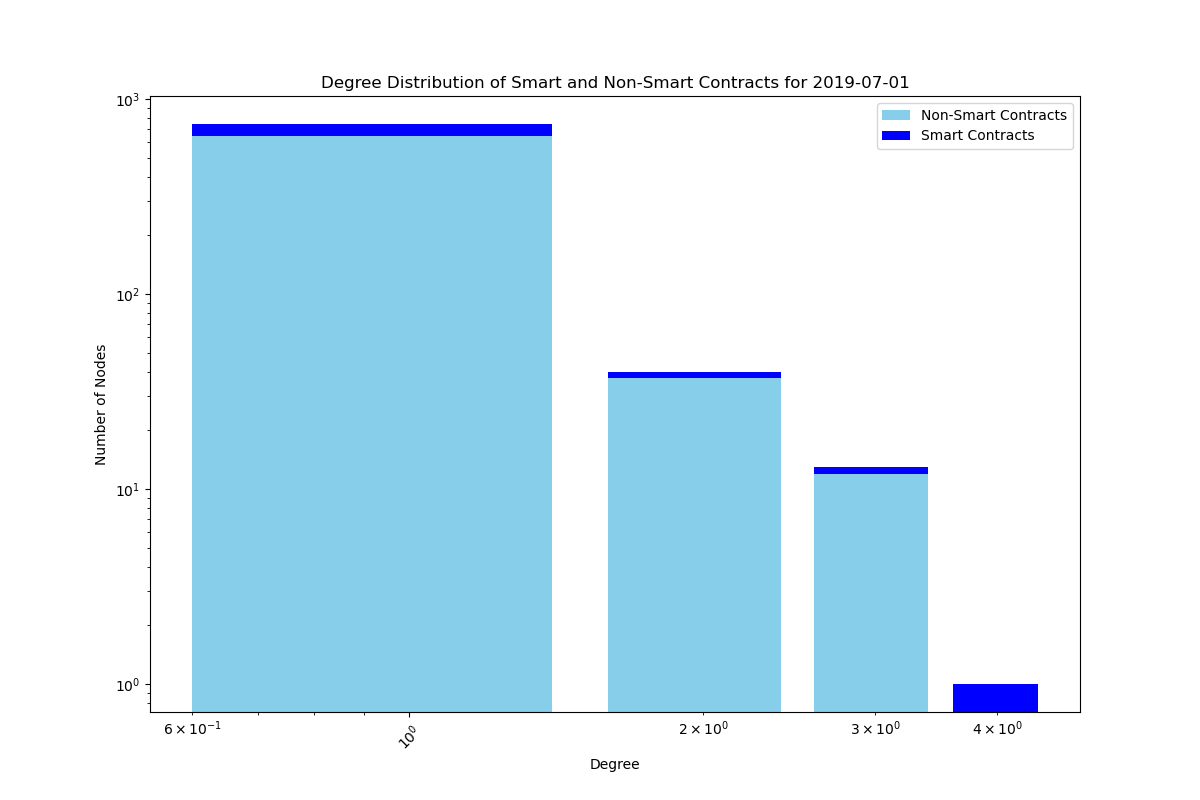 Degree Distribution of Smart and Non-Smart Contracts for 2019-07-01
Non-Smart Contracts
Smart Contracts
Number of Nodes
10³
10²
10¹
10⁰
6 × 10⁻¹
10⁰
2 × 10⁰
3 × 10⁰
4 × 10⁰
Degree